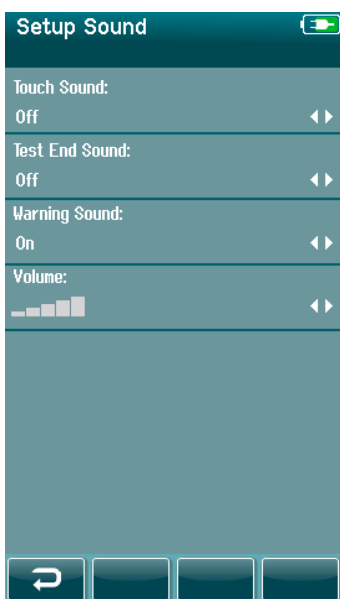 Setup Sound
Touch Sound:
Off
Test End Sound:
Off
Warning Sound:
On
Volume: